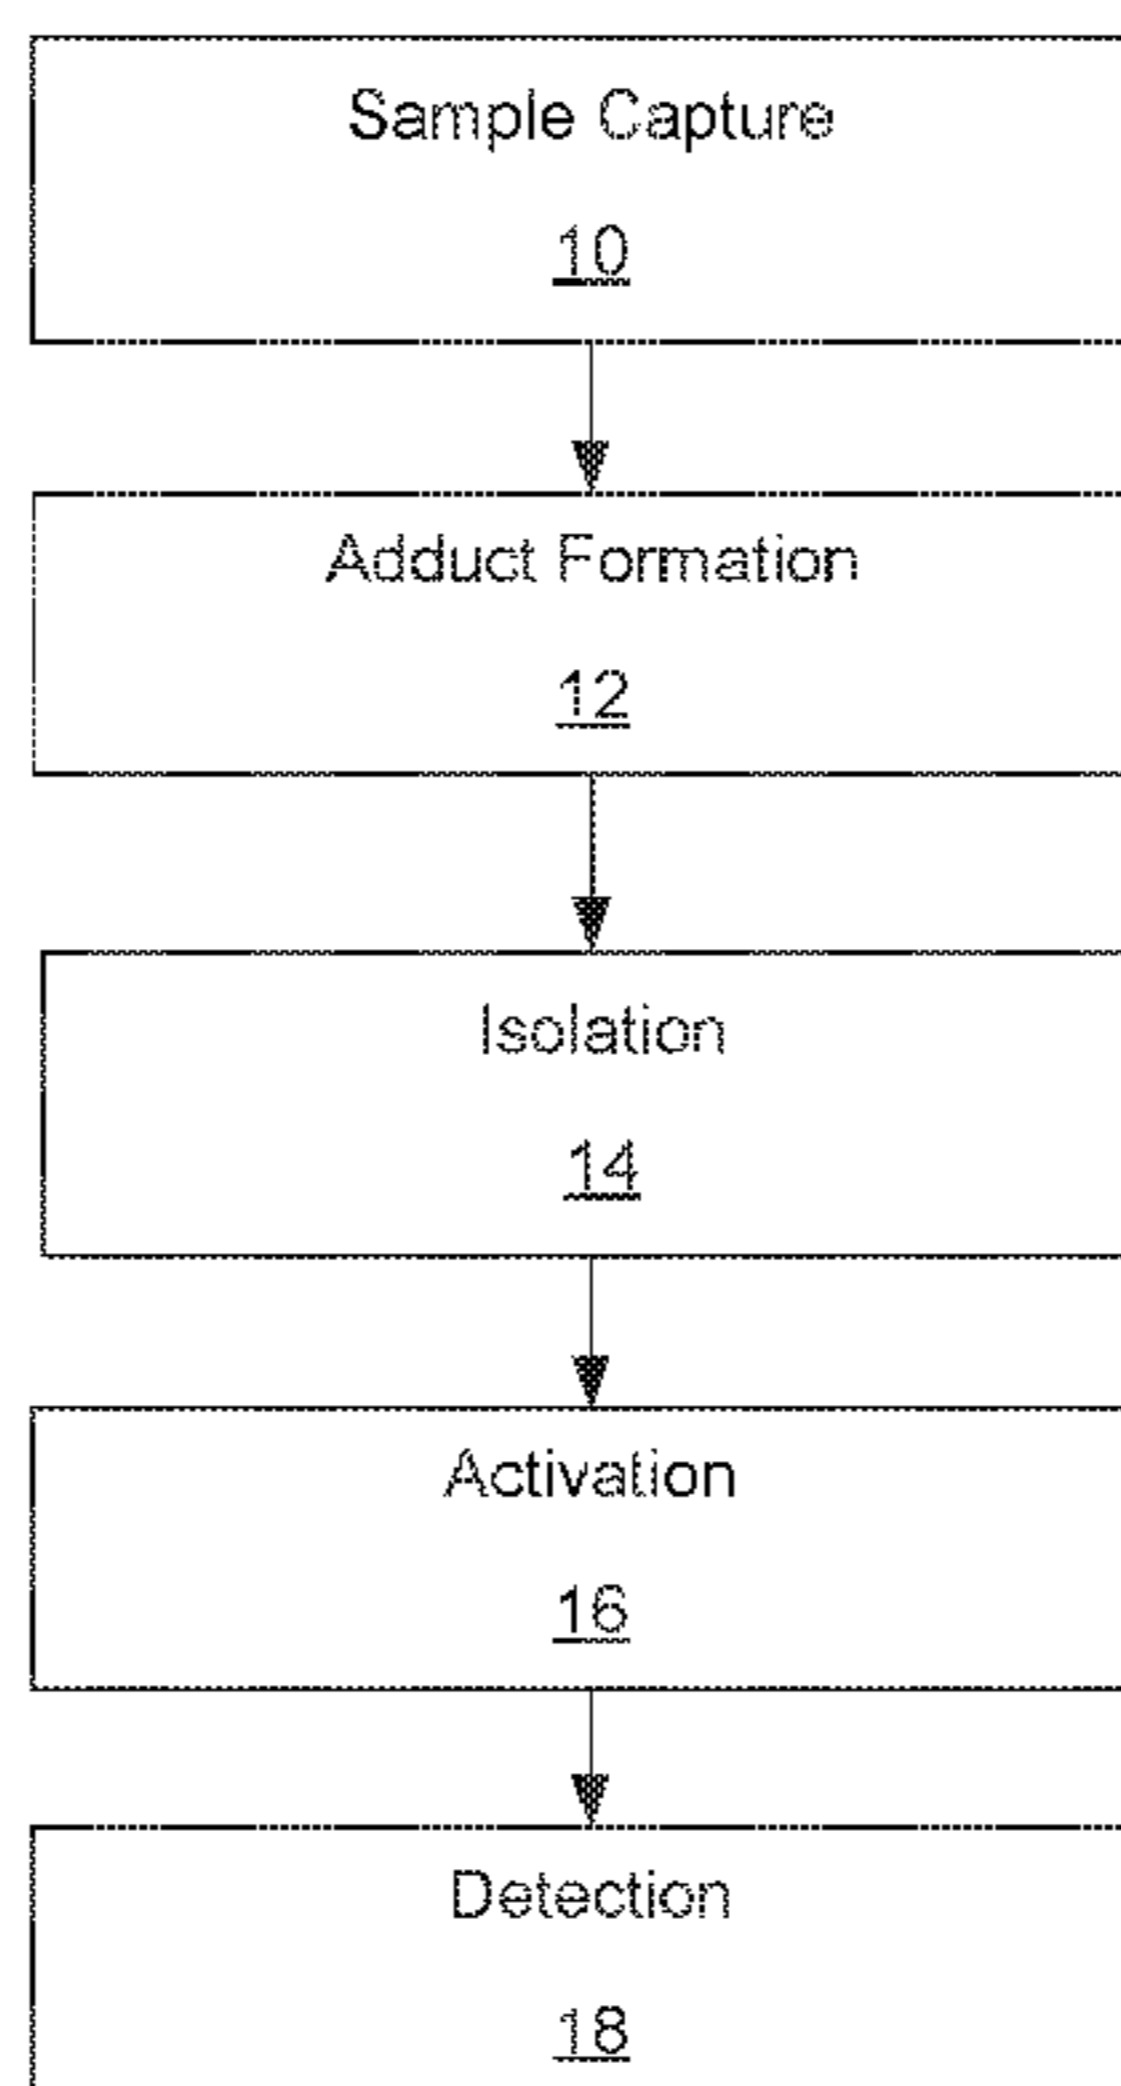 Sample Capture
10
Adduct Formation
12
Isolation
14
Activation
16
Detection
18